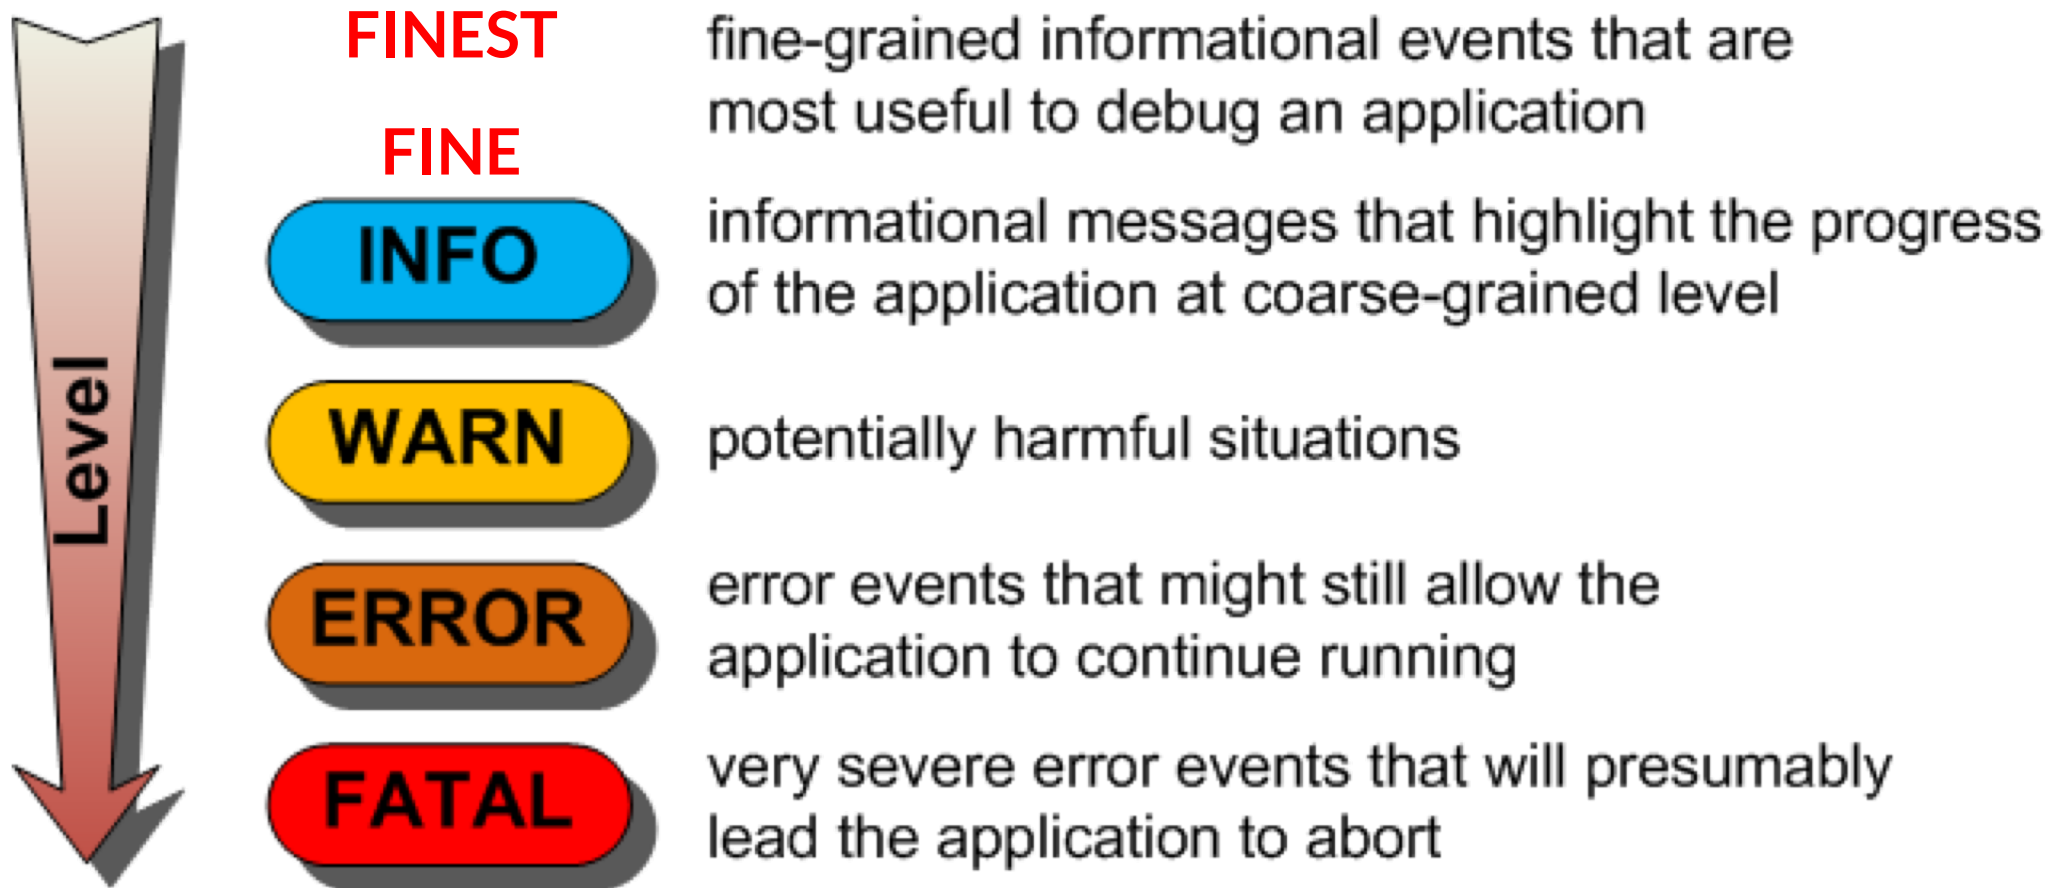 Level
FINEST
fine-grained informational events that are
most useful to debug an application
FINE
INFO
informational messages that highlight the progress
of the application at coarse-grained level
WARN
potentially harmful situations
ERROR
error events that might still allow the
application to continue running
FATAL
very severe error events that will presumably
lead the application to abort